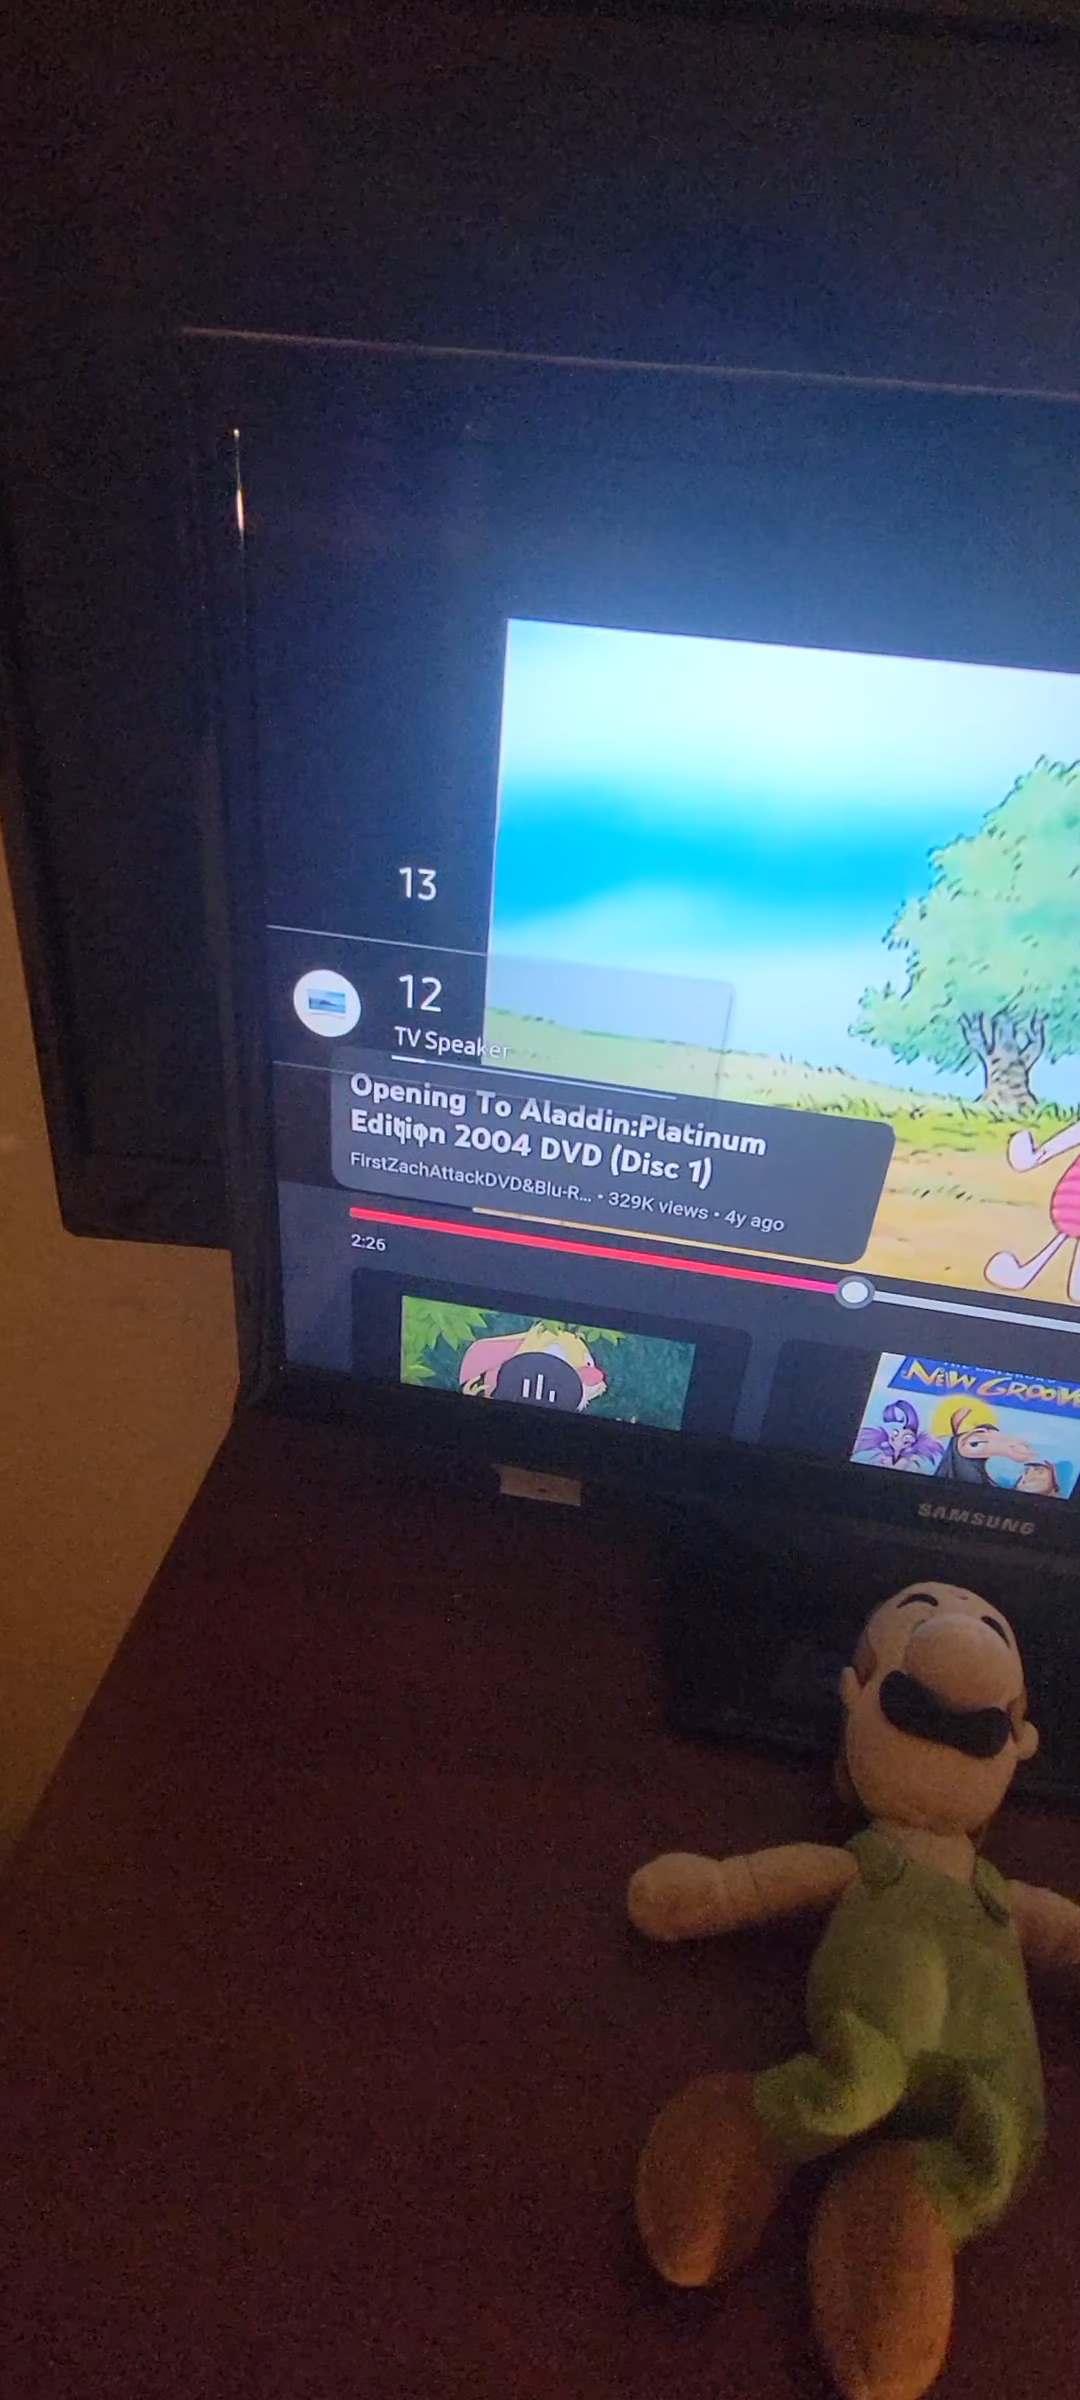 13
12
TV Speaker
Opening To Aladdin:Platinum
Edition 2004 DVD (Disc 1)
FirstZachAttackDVD&Blu-R... • 329K views • 4y ago
2:26
NEW GROOV
SAMSUNG